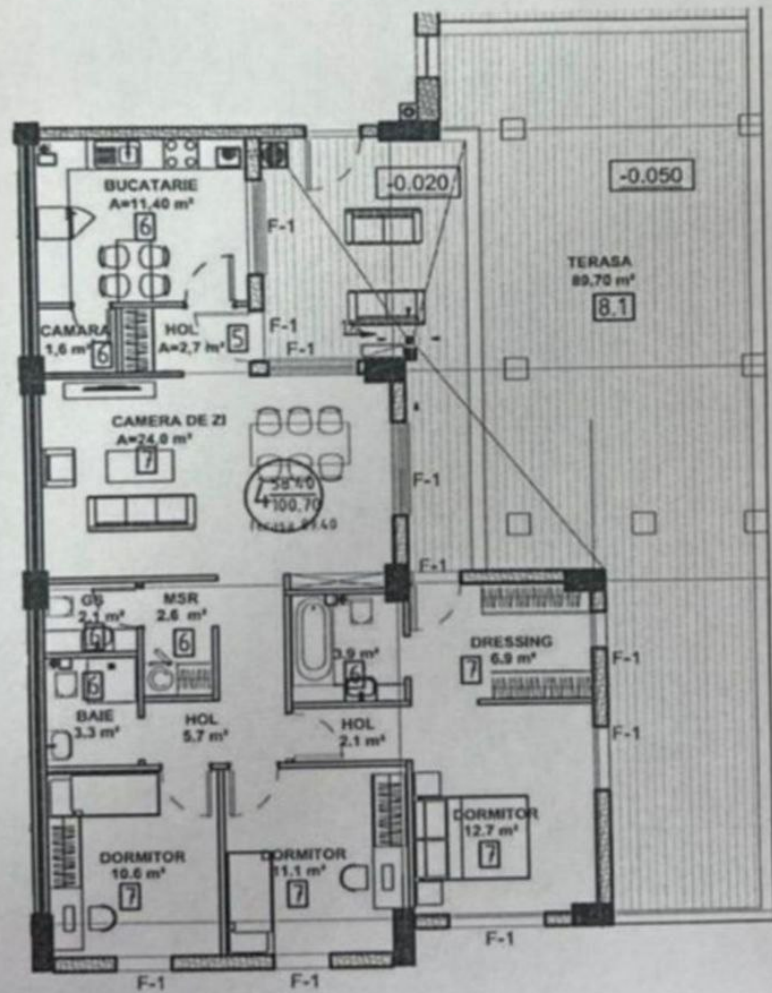 -0.020
-0.050
BUCATARIE
A=11,40 m²
6
F-1
TERASA
89,70 m²
8.1
CAMARA
1,6 m²
6
HOL
A=2,7 m²
5
F-1
F-1
CAMERA DE ZI
A=24,0 m²
7
4
58.40
100.70
F-1
F-1
GS
2.1 m²
MSR
2.6 m²
6
3.9 m²
6
DRESSING
6.9 m²
7
F-1
6
BAIE
3.3 m²
HOL
5.7 m²
HOL
2.1 m²
F-1
DORMITOR
10.6 m²
7
DORMITOR
11.1 m²
7
DORMITOR
12.7 m²
7
F-1
F-1
F-1